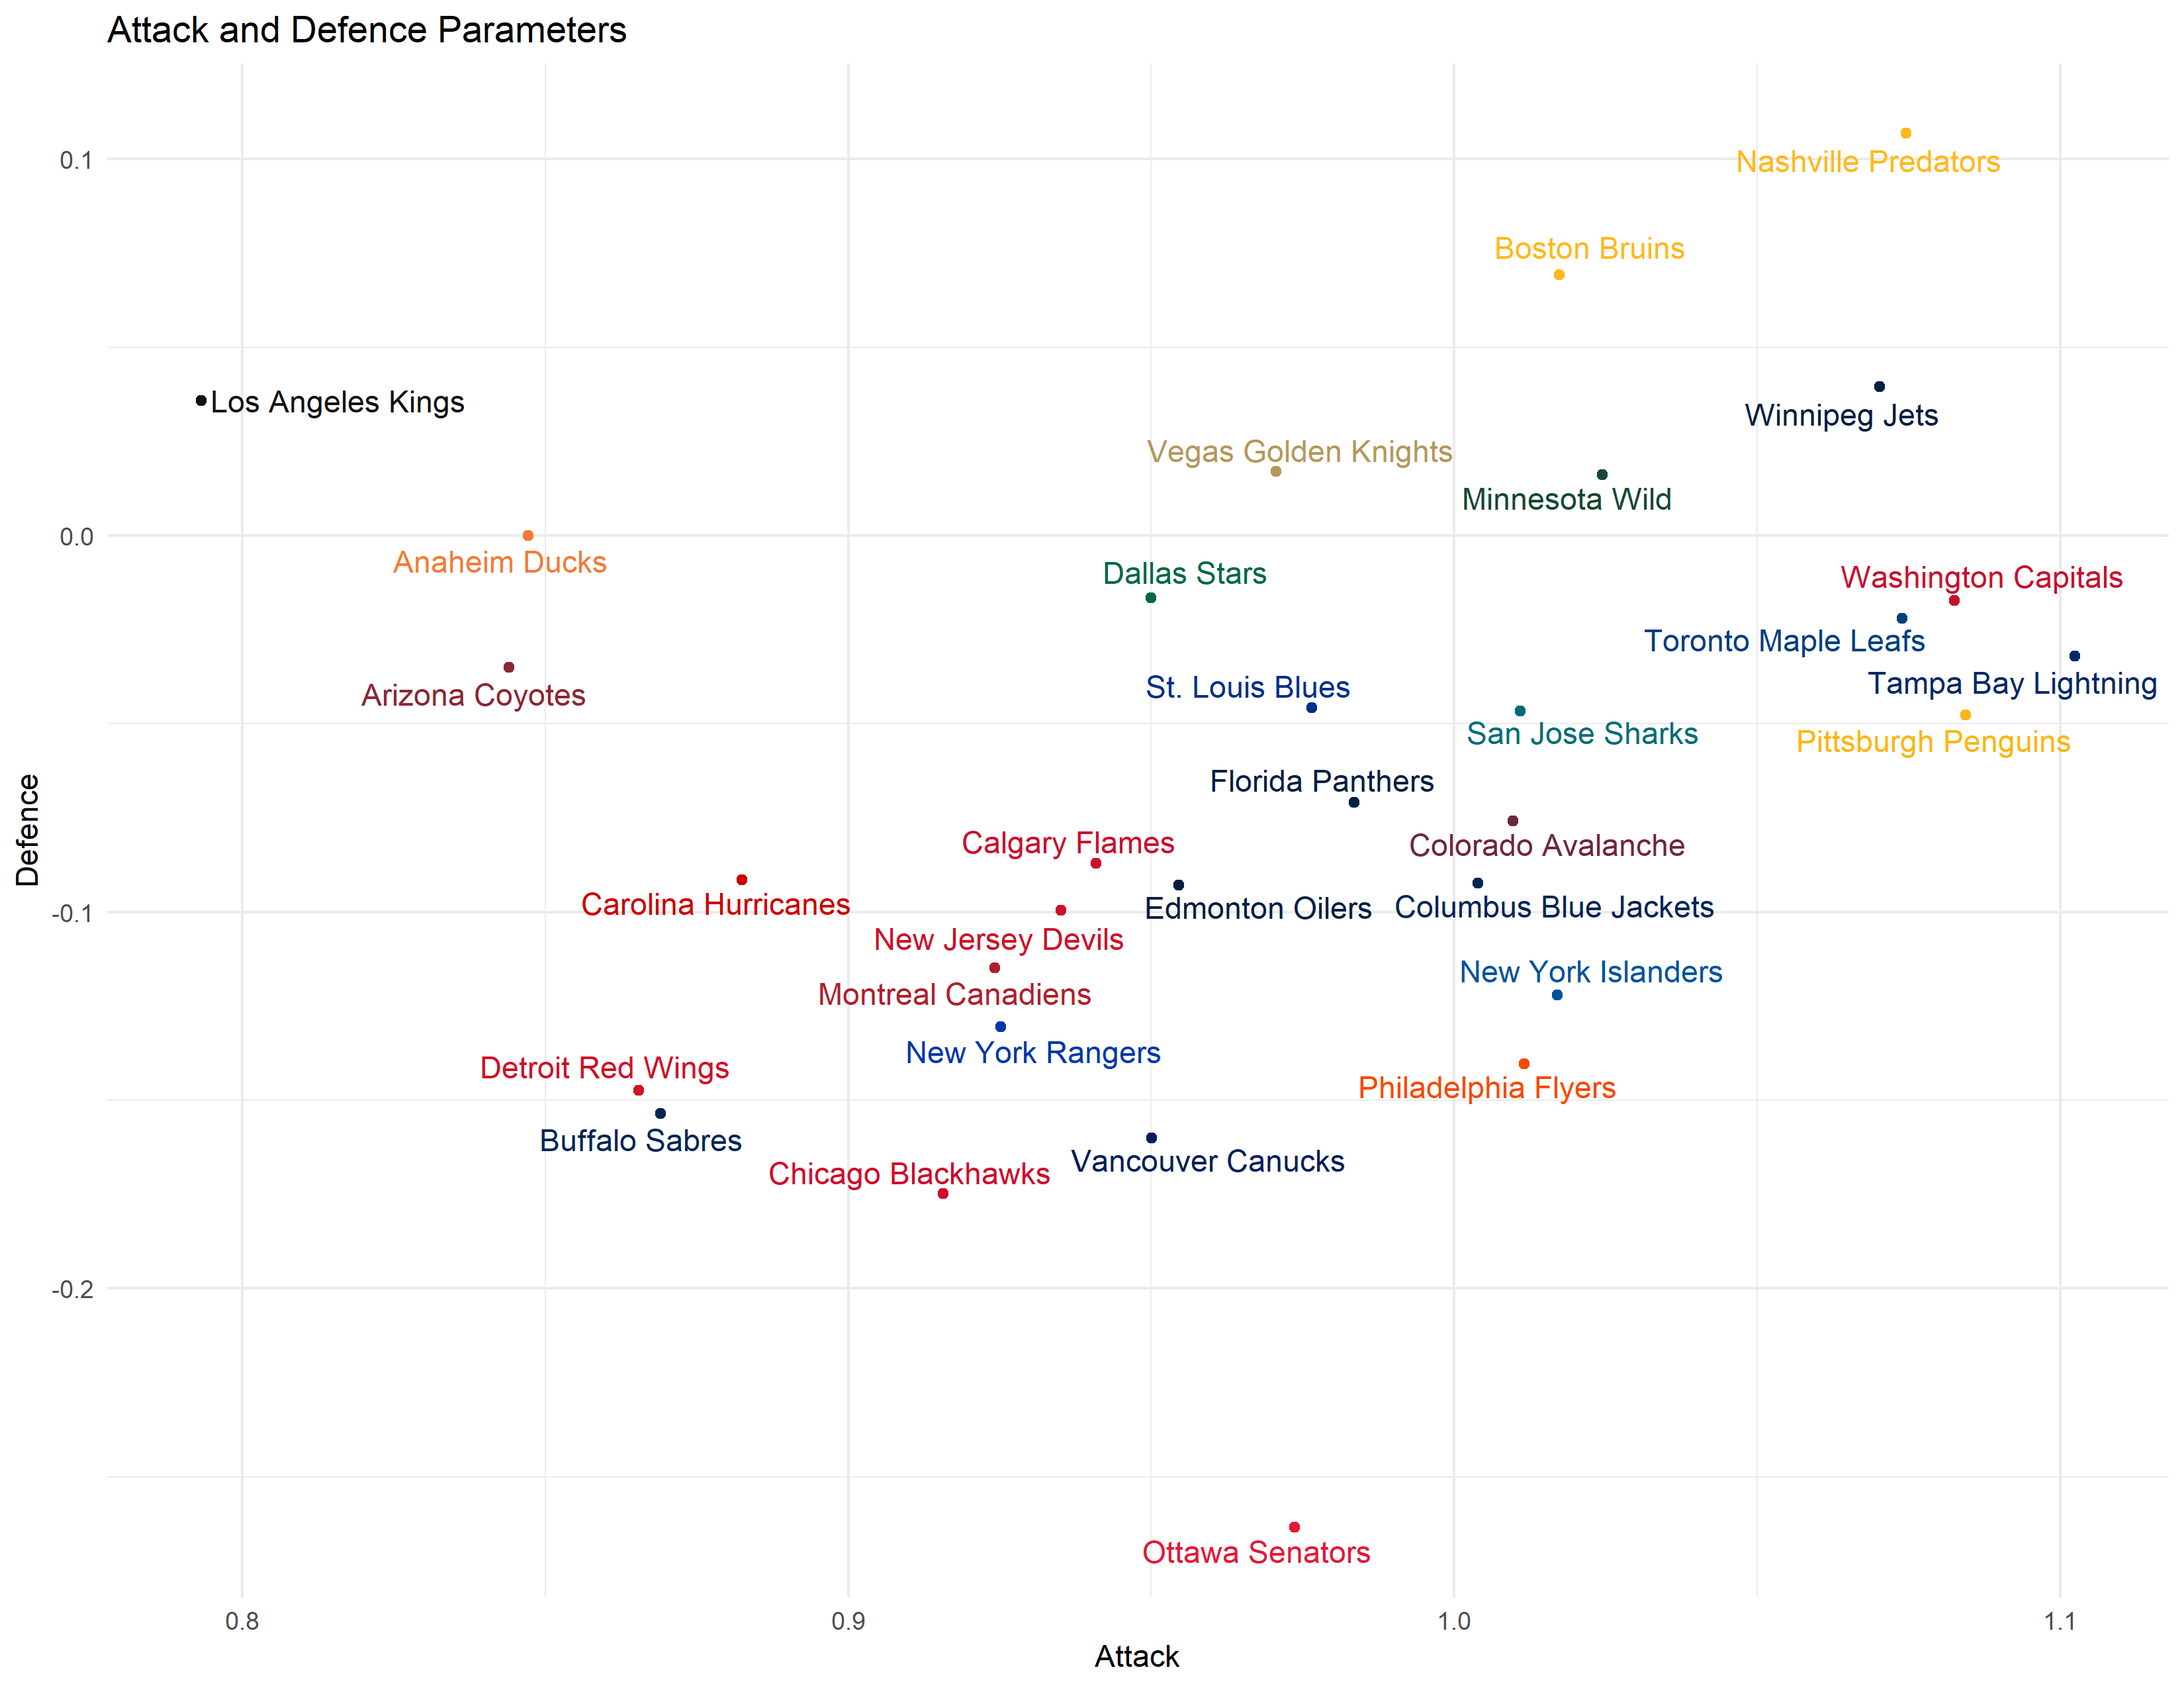 Attack and Defence Parameters
0.1
Nashville Predators
Boston Bruins
Los Angeles Kings
Winnipeg Jets
Vegas Golden Knights
Minnesota Wild
0.0
Anaheim Ducks
Dallas Stars
Washington Capitals
Toronto Maple Leafs
Arizona Coyotes
St. Louis Blues
Tampa Bay Lightning
San Jose Sharks
Pittsburgh Penguins
Florida Panthers
Defence
Calgary Flames
Colorado Avalanche
Carolina Hurricanes
Edmonton Oilers
Columbus Blue Jackets
-0.1
New Jersey Devils
New York Islanders
Montreal Canadiens
New York Rangers
Detroit Red Wings
Philadelphia Flyers
Buffalo Sabres
Vancouver Canucks
Chicago Blackhawks
-0.2
Ottawa Senators
0.8
0.9
1.0
1.1
Attack